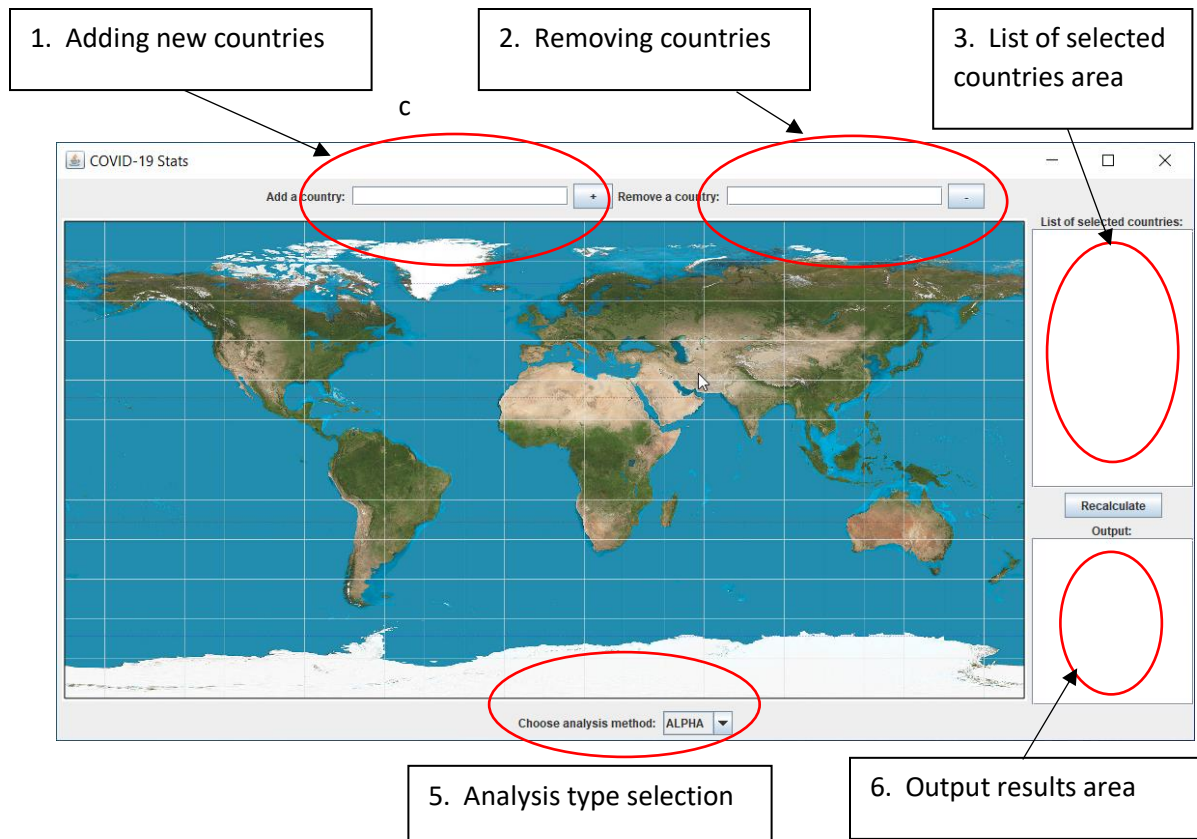 1. Adding new countries
2. Removing countries
3. List of selected
countries area
c
COVID-19 Stats
Add a country:
+
Remove a country:
-
List of selected countries:
Recalculate
Output:
Choose analysis method:
ALPHA
5. Analysis type selection
6. Output results area